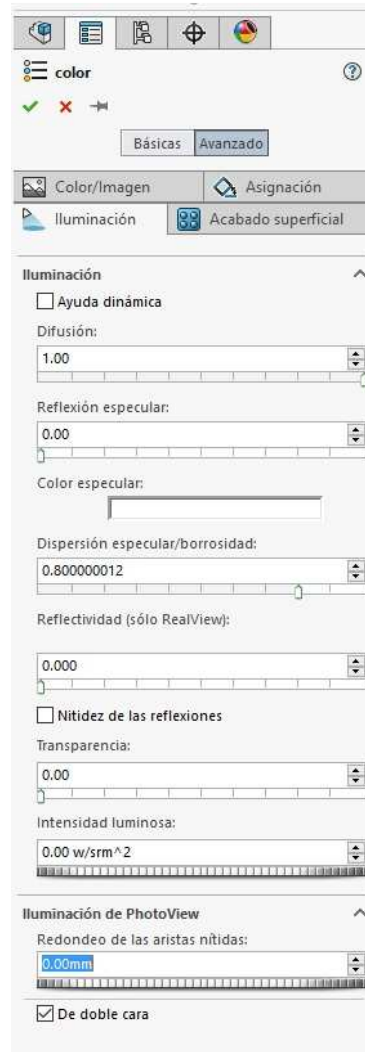 color
Básicas Avanzado
Color/Imagen Asignación
Iluminación Acabado superficial
Iluminación
Ayuda dinámica
Difusión:
1.00
Reflexión especular:
0.00
Color especular:
Dispersión especular/borrosidad:
0.800000012
Reflectividad (sólo RealView):
0.000
Nitidez de las reflexiones
Transparencia:
0.00
Intensidad luminosa:
0.00 w/srm^2
Iluminación de PhotoView
Redondeo de las aristas nítidas:
0.00mm
De doble cara